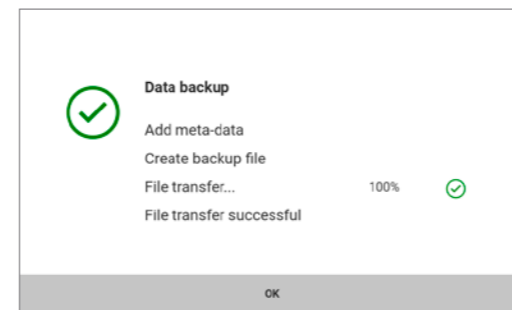 Data backup
Add meta-data
Create backup file
File transfer... 100%
File transfer successful
OK